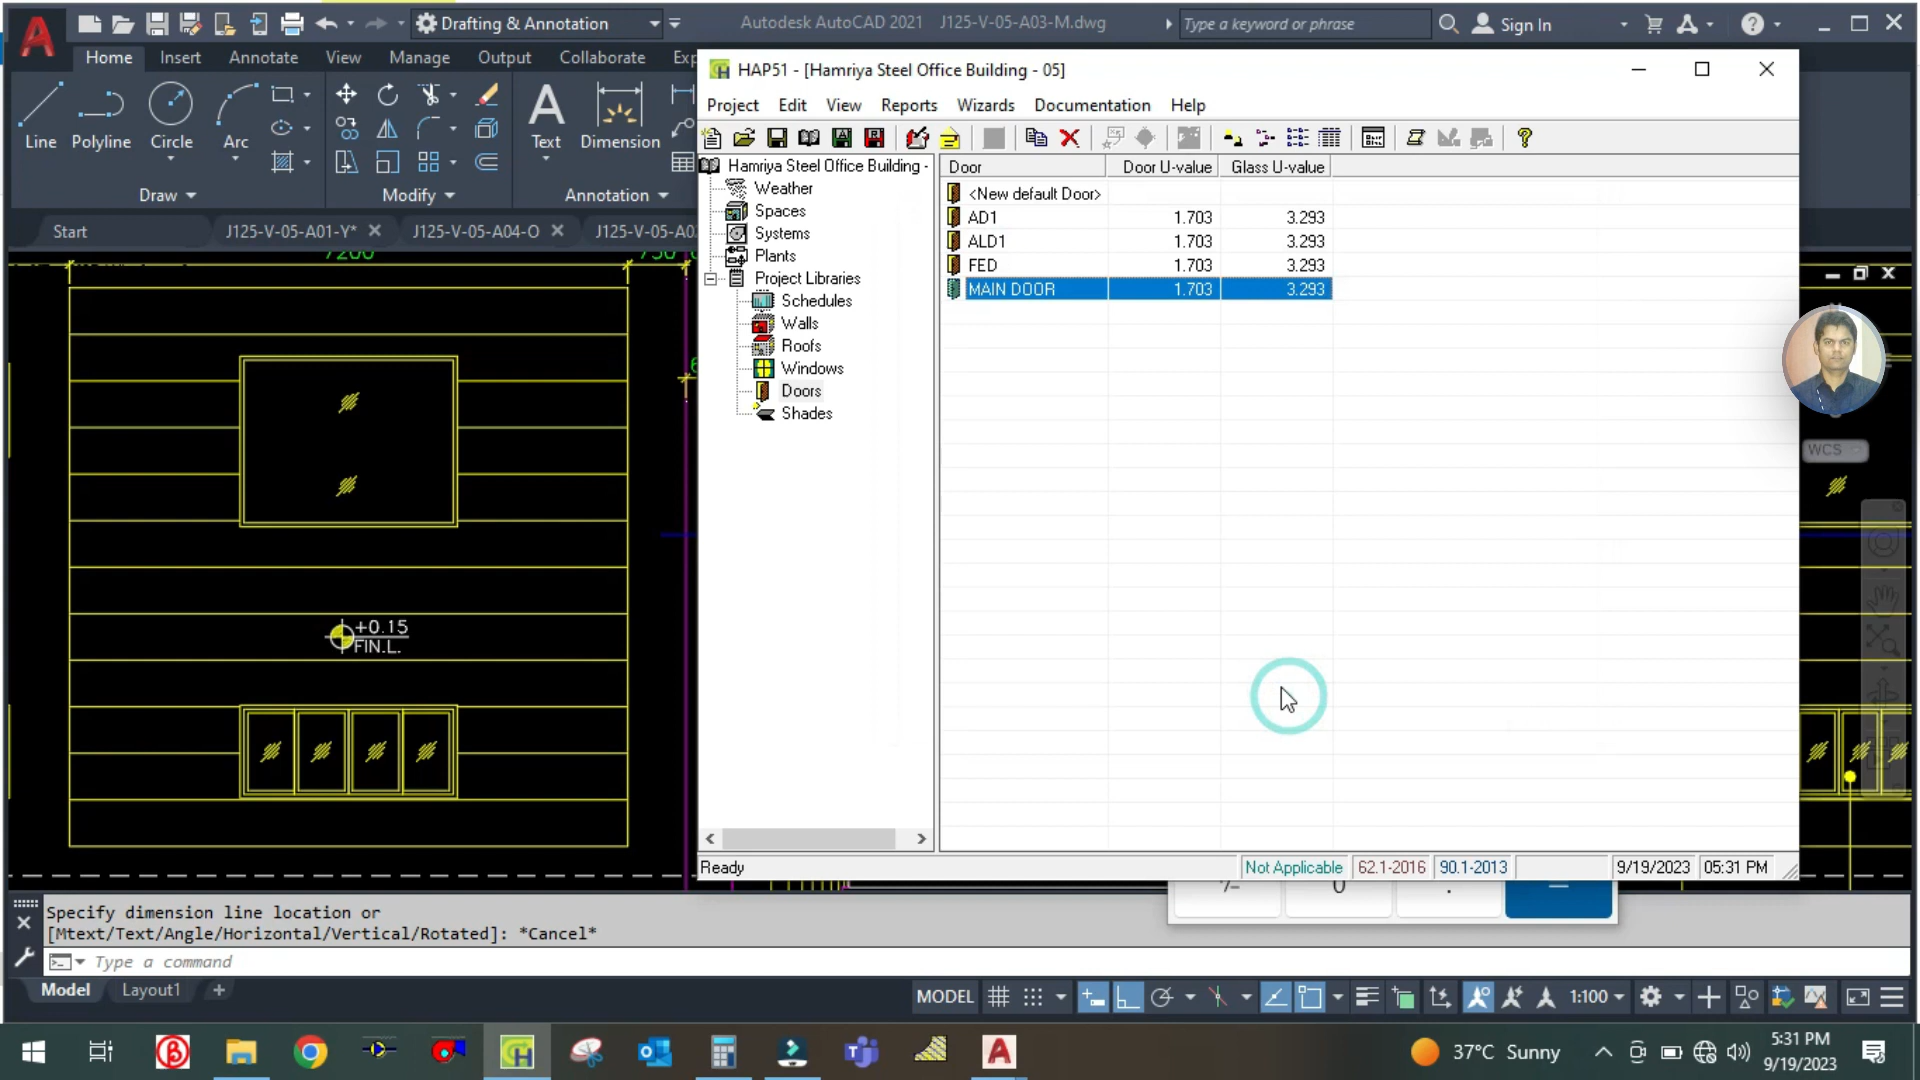 Drafting & Annotation
Autodesk AutoCAD 2021 J125-V-05-A03-M.dwg
Type a keyword or phrase
Sign In
Home Insert Annotate View Manage Output Collaborate Exp
Line Polyline Circle Arc Text Dimension
Draw Modify Annotation
Start J125-V-05-A01-Y* J125-V-05-A04-O J125-V-05-A0
7200 750
+0.15
FIN.L.
HAP51 - [Hamriya Steel Office Building - 05]
Project Edit View Reports Wizards Documentation Help
Hamriya Steel Office Building -
Weather
Spaces
Systems
Plants
Project Libraries
Schedules
Walls
Roofs
Windows
Doors
Shades
Door Door U-value Glass U-value
<New default Door>
AD1 1.703 3.293
ALD1 1.703 3.293
FED 1.703 3.293
MAIN DOOR 1.703 3.293
WCS
Ready Not Applicable 62.1-2016 90.1-2013 9/19/2023 05:31 PM
Specify dimension line location or
[Mtext/Text/Angle/Horizontal/Vertical/Rotated]: *Cancel*
Type a command
Model Layout1 +
MODEL 1:100
37°C Sunny
5:31 PM
9/19/2023